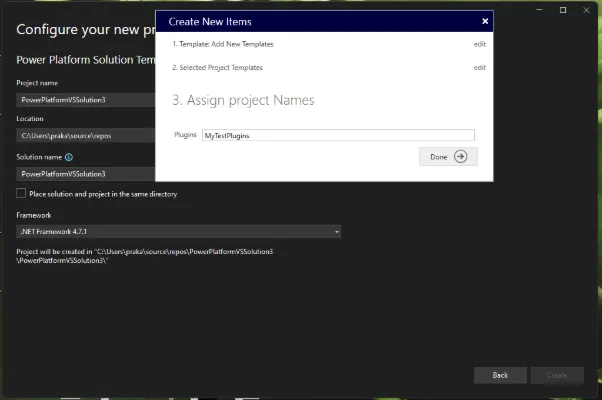 Configure your new pr
Power Platform Solution Tem
Project name
PowerPlatformVSSolution3
Location
C:\Users\praka\source\repos
Solution name
PowerPlatformVSSolution3
Place solution and project in the same directory
Framework
.NET Framework 4.7.1
Project will be created in "C:\Users\praka\source\repos\PowerPlatformVSSolution3
\PowerPlatformVSSolution3\"
Create New Items
1. Template: Add New Templates edit
2. Selected Project Templates edit
3. Assign project Names
Plugins MyTestPlugins
Done
Back Create